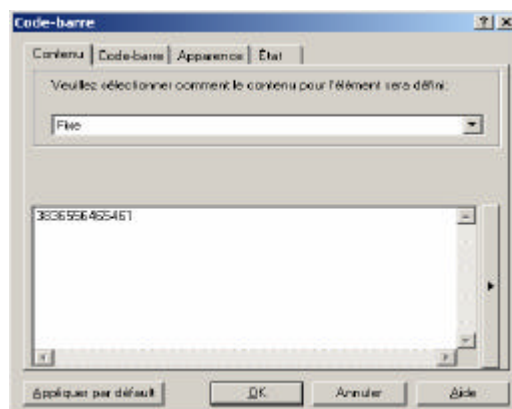 Code-barre
Contenu Code-barre Apparence État
Veuillez sélectionner comment le contenu pour l'élément sera défini:
Fixe
3836556465461
Appliquer par défault OK Annuler Aide